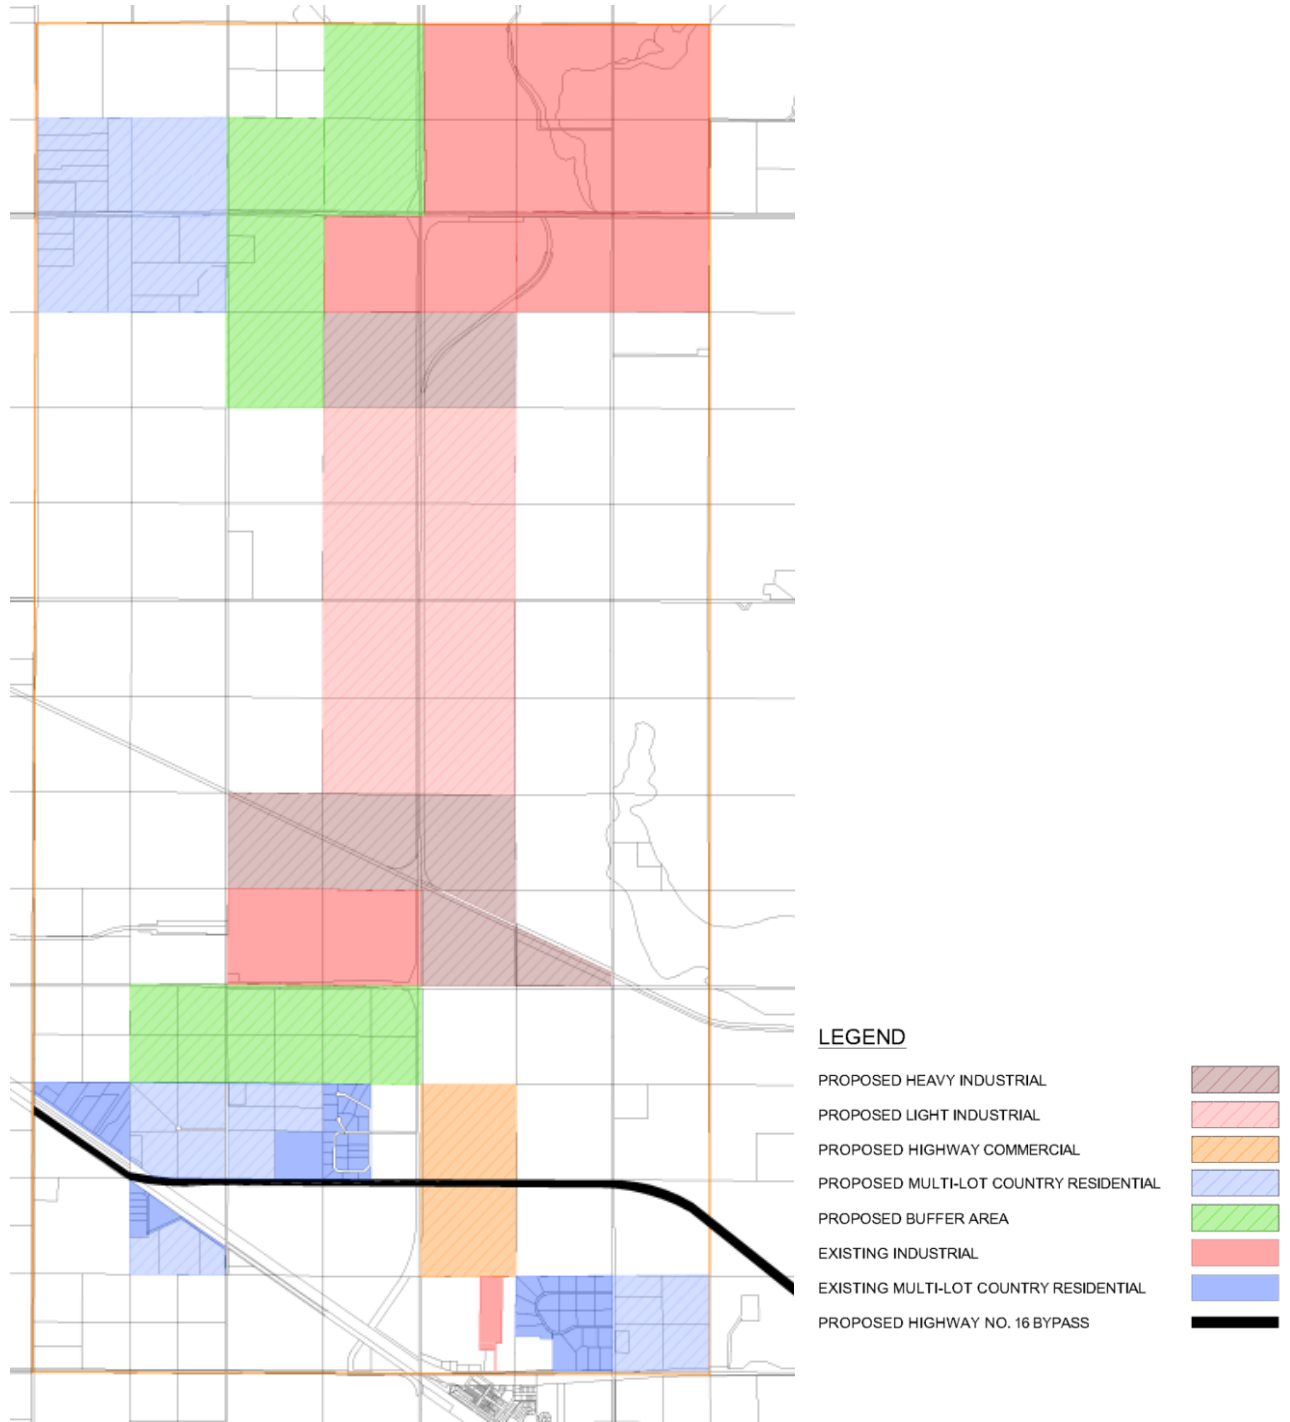 LEGEND
PROPOSED HEAVY INDUSTRIAL
PROPOSED LIGHT INDUSTRIAL
PROPOSED HIGHWAY COMMERCIAL
PROPOSED MULTI-LOT COUNTRY RESIDENTIAL
PROPOSED BUFFER AREA
EXISTING INDUSTRIAL
EXISTING MULTI-LOT COUNTRY RESIDENTIAL
PROPOSED HIGHWAY NO. 16 BYPASS